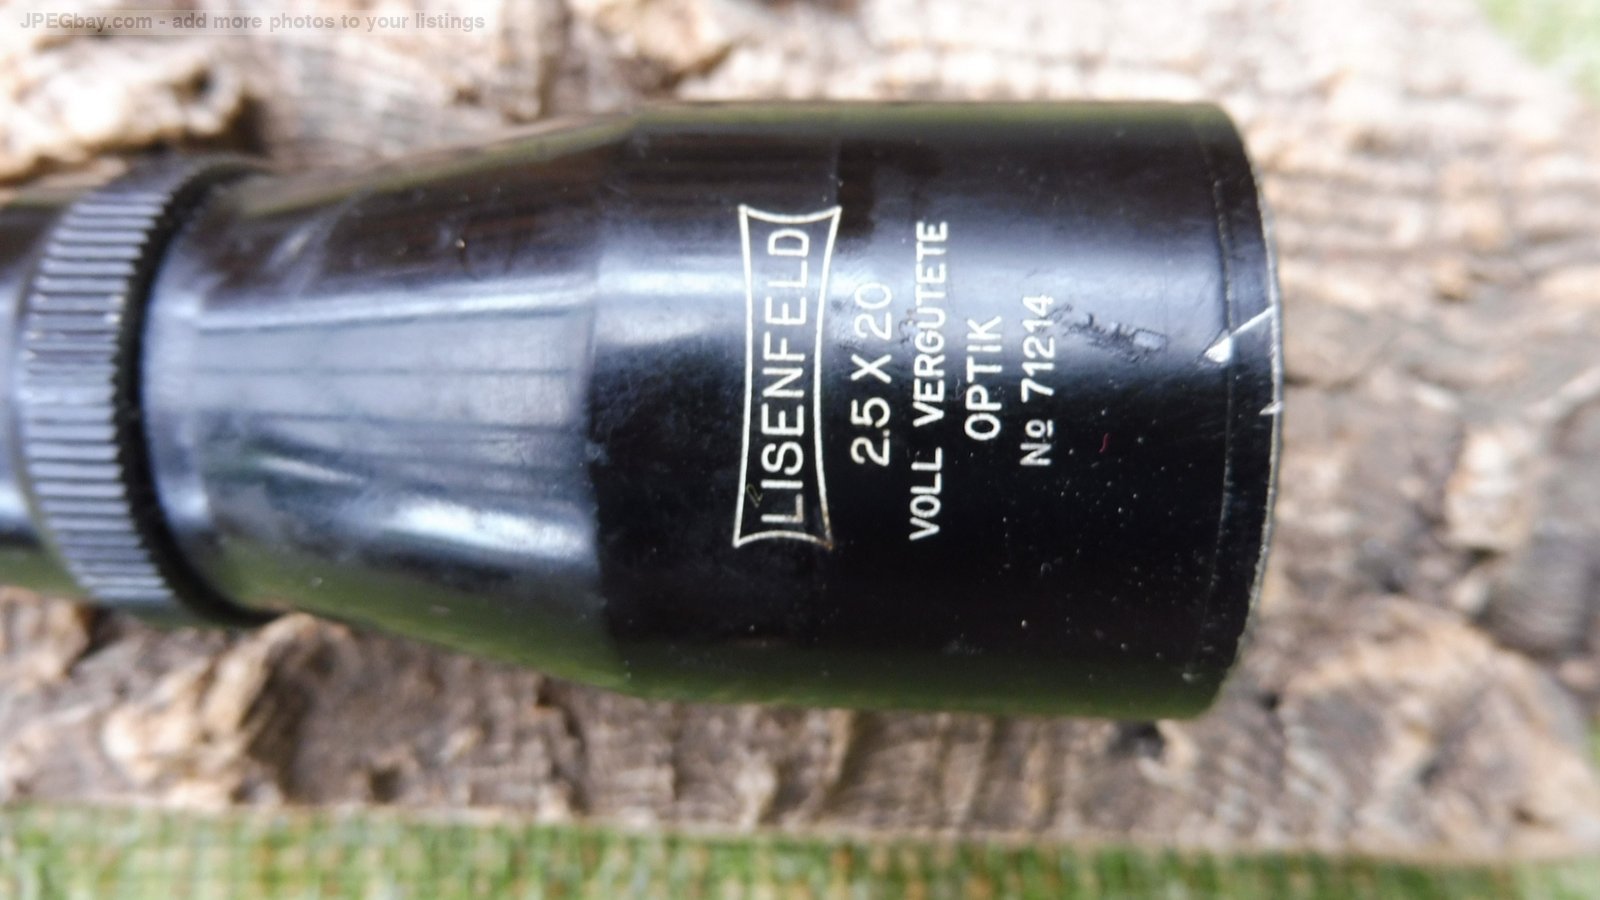 JPEGbay.com - add more photos to your listings
LISENFELD
2.5 X 20
VOLL VERGUTETE
OPTIK
No 71214